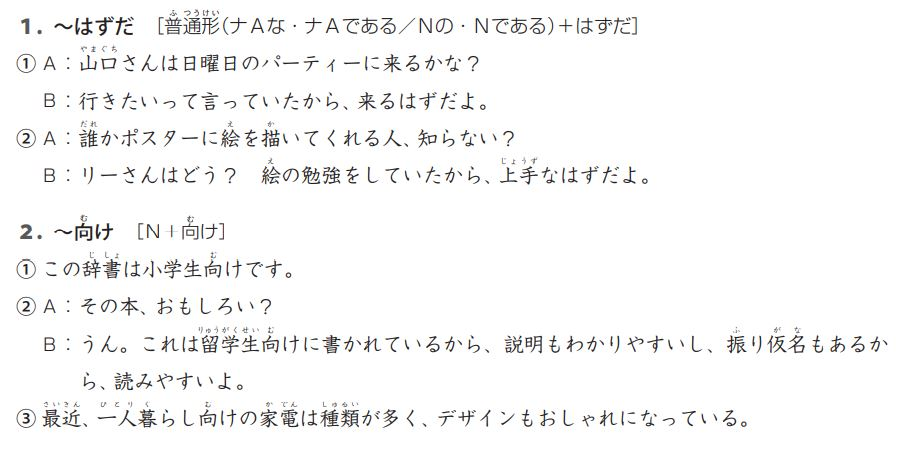 1．～はずだ　[普通形(ナAな・ナAである／Nの・Nである)＋はずだ]
① A：山口さんは日曜日のパーティーに来るかな？
B：行きたいって言っていたから、来るはずだよ。
② A：誰かポスターに絵を描いてくれる人、知らない？
B：リーさんはどう？　絵の勉強をしていたから、上手なはずだよ。
2．～向け　[N＋向け]
① この辞書は小学生向けです。
② A：その本、おもしろい？
B：うん。これは留学生向けに書かれているから、説明もわかりやすいし、振り仮名もあるか
ら、読みやすいよ。
③ 最近、一人暮らし向けの家電は種類が多く、デザインもおしゃれになっている。